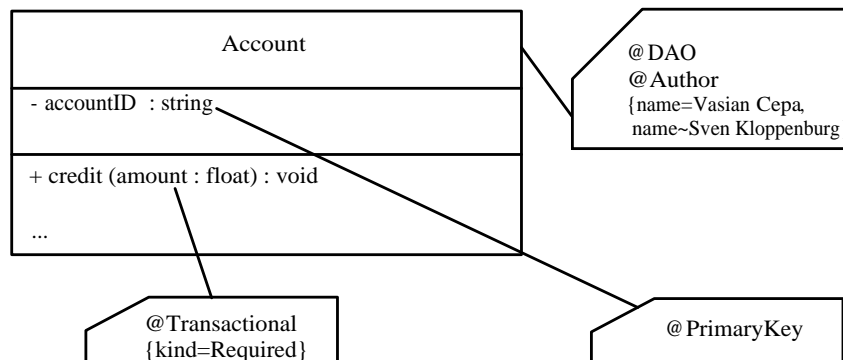 Account
- accountID : string
+ credit (amount : float) : void
...
@DAO
@Author
{name=Vasian Cepa,
name~Sven Kloppenburg
@Transactional
{kind=Required}
@PrimaryKey